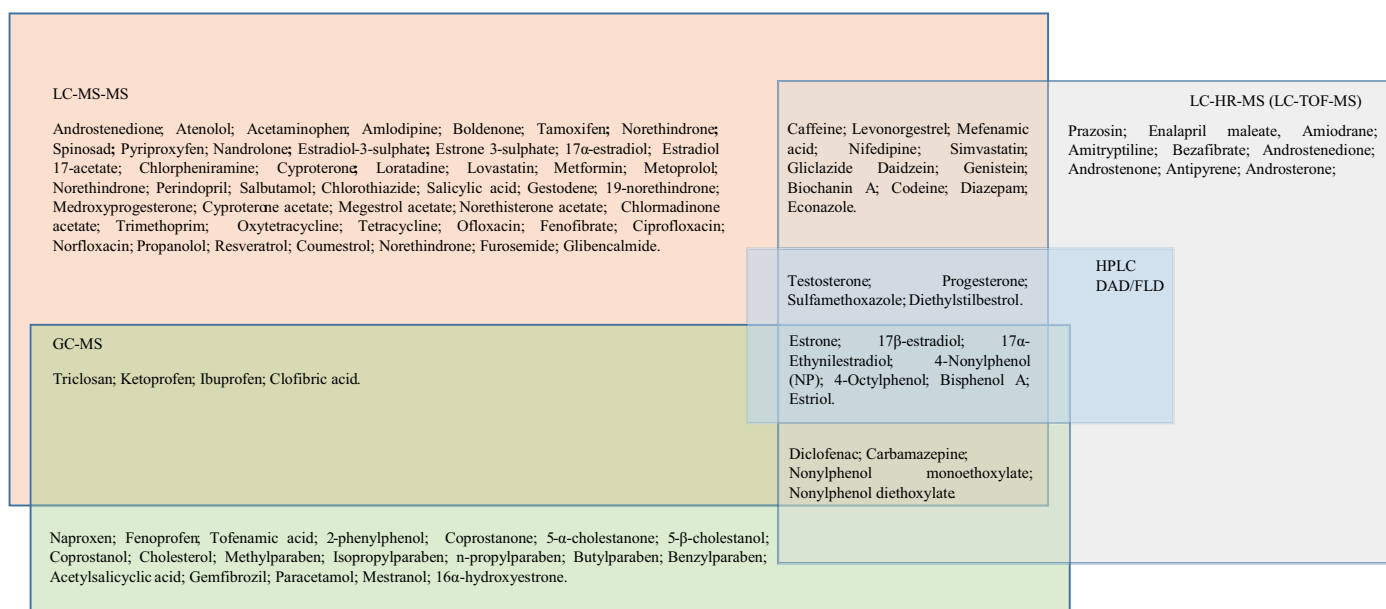 LC-MS-MS
Androstenedione; Atenolol; Acetaminophen; Amlodipine; Boldenone; Tamoxifen; Norethindrone;
Spinosad; Pyriproxyfen; Nandrolone; Estradiol-3-sulphate; Estrone 3-sulphate; 17α-estradiol; Estradiol
17-acetate; Chlorpheniramine; Cyproterone; Loratadine; Lovastatin; Metformin; Metoprolol;
Norethindrone; Perindopril; Salbutamol; Chlorothiazide; Salicylic acid; Gestodene; 19-norethindrone;
Medroxyprogesterone; Cyproterone acetate; Megestrol acetate; Norethisterone acetate; Chlormadinone
acetate; Trimethoprim; Oxytetracycline; Tetracycline; Ofloxacin; Fenofibrate; Ciprofloxacin;
Norfloxacin; Propanolol; Resveratrol; Coumestrol; Norethindrone; Furosemide; Glibencalmide.
Caffeine; Levonorgestrel; Mefenamic
acid; Nifedipine; Simvastatin;
Gliclazide Daidzein; Genistein;
Biochanin A; Codeine; Diazepam;
Econazole.
LC-HR-MS (LC-TOF-MS)
Prazosin; Enalapril maleate, Amiodrane;
Amitryptiline; Bezafibrate; Androstenedione;
Androstenone; Antipyrene; Androsterone;
HPLC
DAD/FLD
Testosterone; Progesterone;
Sulfamethoxazole; Diethylstilbestrol.
GC-MS
Triclosan; Ketoprofen; Ibuprofen; Clofibric acid.
Estrone; 17β-estradiol; 17α-
Ethynilestradiol; 4-Nonylphenol
(NP); 4-Octylphenol; Bisphenol A;
Estriol.
Diclofenac; Carbamazepine;
Nonylphenol monoethoxylate;
Nonylphenol diethoxylate.
Naproxen; Fenoprofen; Tofenamic acid; 2-phenylphenol; Coprostanone; 5-α-cholestanone; 5-β-cholestanol;
Coprostanol; Cholesterol; Methylparaben; Isopropylparaben; n-propylparaben; Butylparaben; Benzylparaben;
Acetylsalicyclic acid; Gemfibrozil; Paracetamol; Mestranol; 16α-hydroxyestrone.